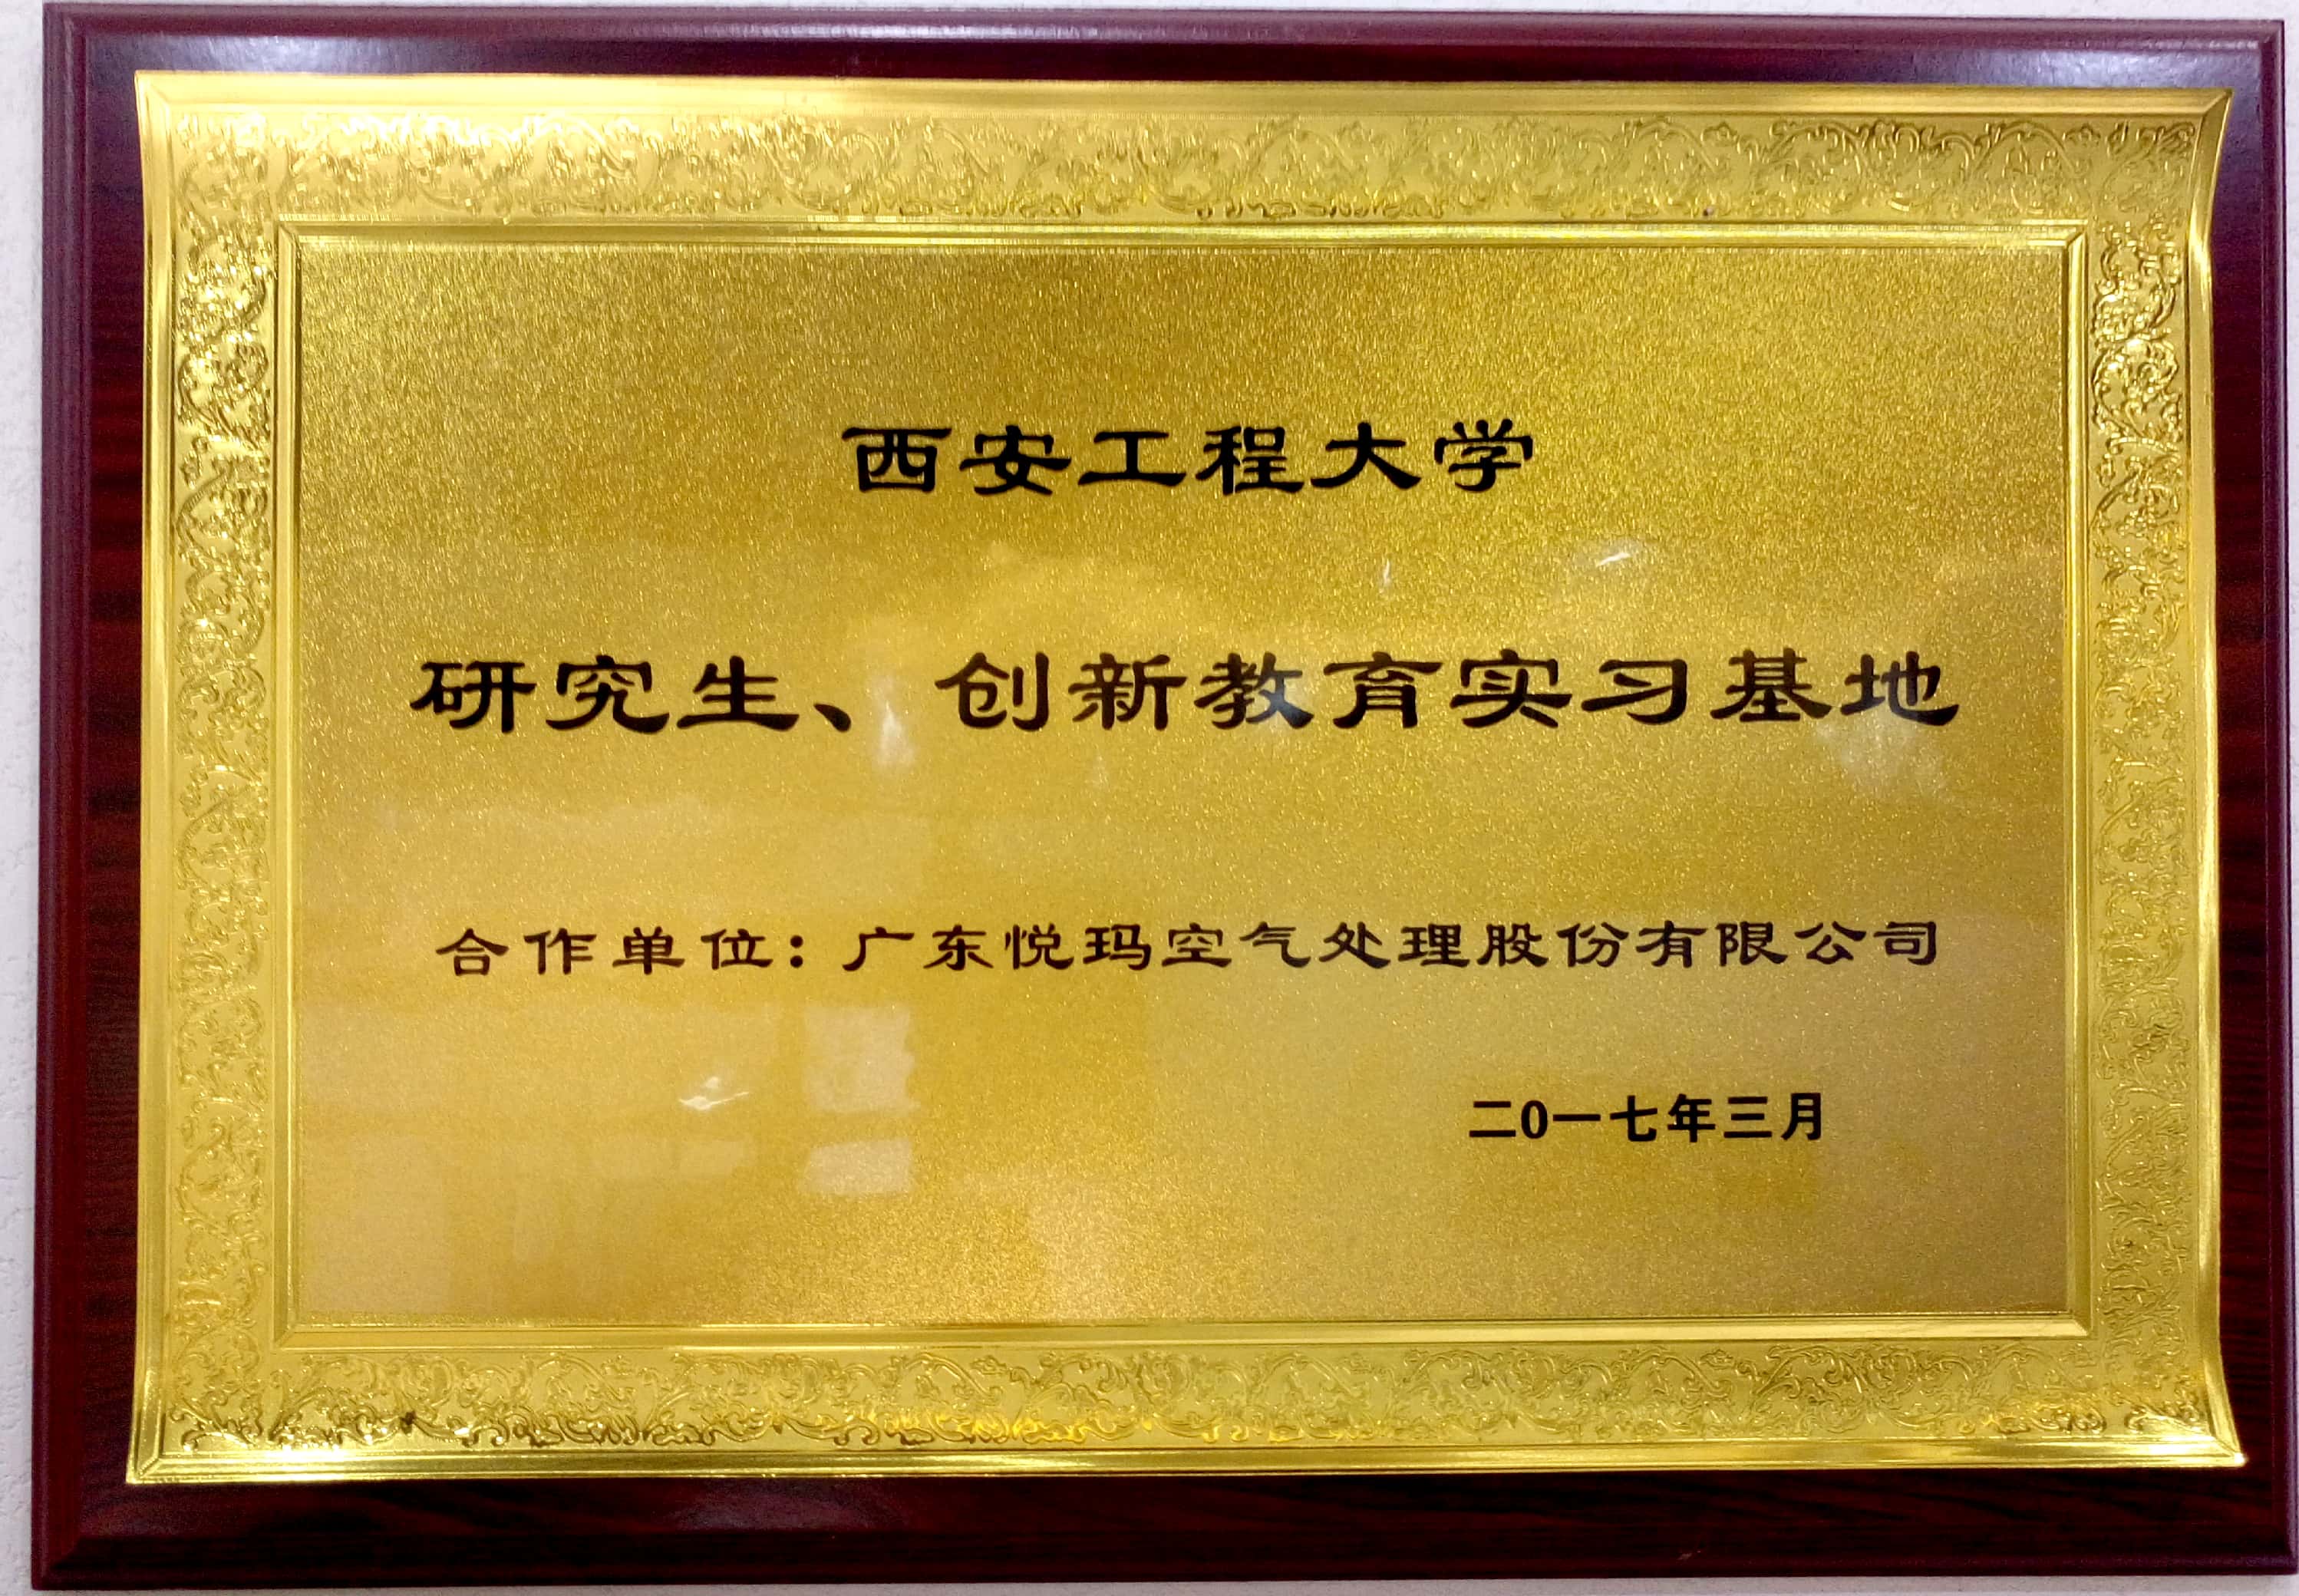 西安工程大学
研究生、创新教育实习基地
合作单位：广东悦玛空气处理股份有限公司
二0一七年三月